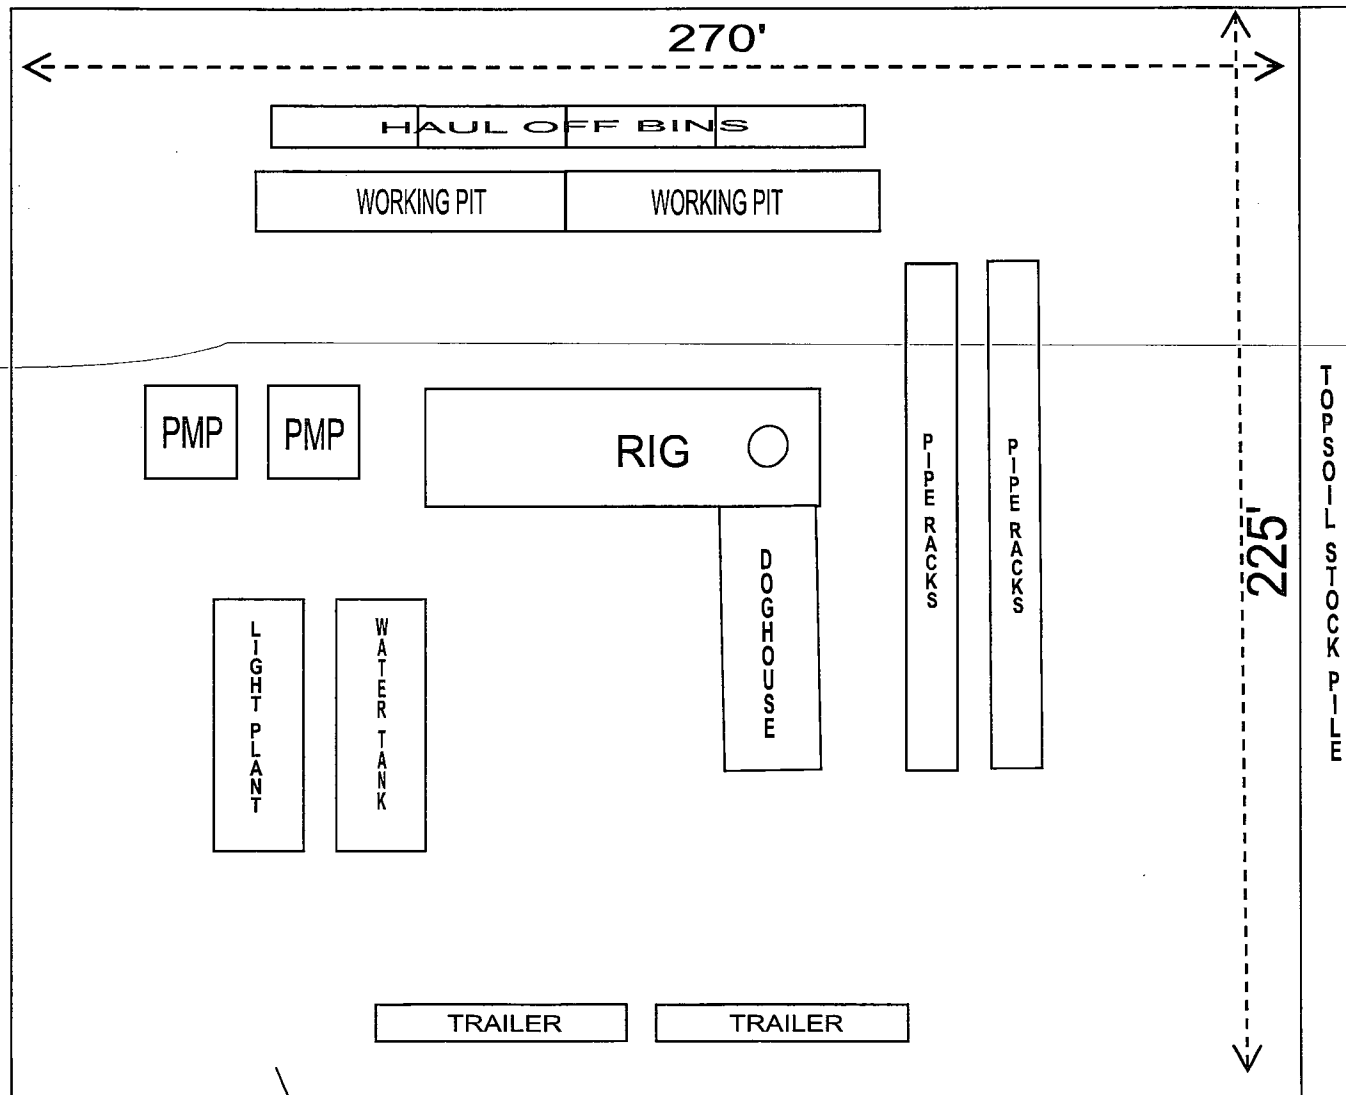 270'
HAUL OFF BINS
WORKING PIT
WORKING PIT
PMP
PMP
RIG
PIPE RACKS
PIPE RACKS
TOPSOIL STOCK PILE
225'
DOGHOUSE
LIGHT PLANT
WATER TANK
TRAILER
TRAILER